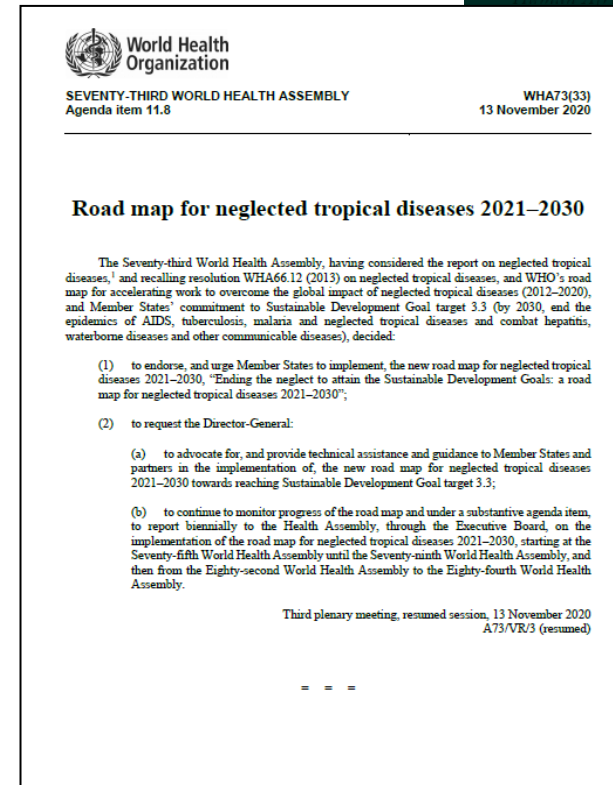 World Health
Organization
SEVENTY-THIRD WORLD HEALTH ASSEMBLY WHA73(33)
Agenda item 11.8 13 November 2020
Road map for neglected tropical diseases 2021–2030
The Seventy-third World Health Assembly, having considered the report on neglected tropical
diseases,¹ and recalling resolution WHA66.12 (2013) on neglected tropical diseases, and WHO's road
map for accelerating work to overcome the global impact of neglected tropical diseases (2012–2020),
and Member States' commitment to Sustainable Development Goal target 3.3 (by 2030, end the
epidemics of AIDS, tuberculosis, malaria and neglected tropical diseases and combat hepatitis,
waterborne diseases and other communicable diseases), decided:
(1) to endorse, and urge Member States to implement, the new road map for neglected tropical
diseases 2021–2030, “Ending the neglect to attain the Sustainable Development Goals: a road
map for neglected tropical diseases 2021–2030”;
(2) to request the Director-General:
(a) to advocate for, and provide technical assistance and guidance to Member States and
partners in the implementation of, the new road map for neglected tropical diseases
2021–2030 towards reaching Sustainable Development Goal target 3.3;
(b) to continue to monitor progress of the road map and under a substantive agenda item,
to report biennially to the Health Assembly, through the Executive Board, on the
implementation of the road map for neglected tropical diseases 2021–2030, starting at the
Seventy-fifth World Health Assembly until the Seventy-ninth World Health Assembly, and
then from the Eighty-second World Health Assembly to the Eighty-fourth World Health
Assembly.
Third plenary meeting, resumed session, 13 November 2020
A73/VR/3 (resumed)
= = =